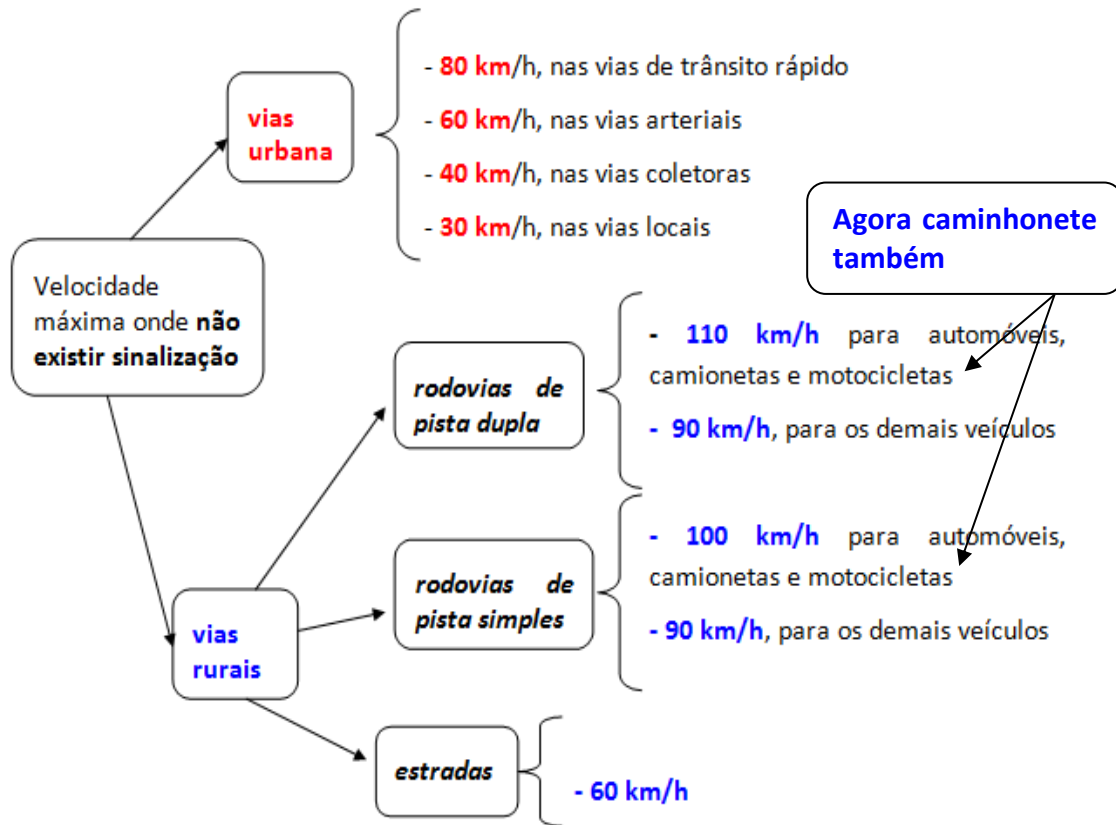 Velocidade
máxima onde não
existir sinalização
vias
urbana
- 80 km/h, nas vias de trânsito rápido
- 60 km/h, nas vias arteriais
- 40 km/h, nas vias coletoras
- 30 km/h, nas vias locais
Agora caminhonete
também
vias
rurais
rodovias de
pista dupla
- 110 km/h para automóveis,
camionetas e motocicletas
- 90 km/h, para os demais veículos
rodovias de
pista simples
- 100 km/h para automóveis,
camionetas e motocicletas
- 90 km/h, para os demais veículos
estradas
- 60 km/h